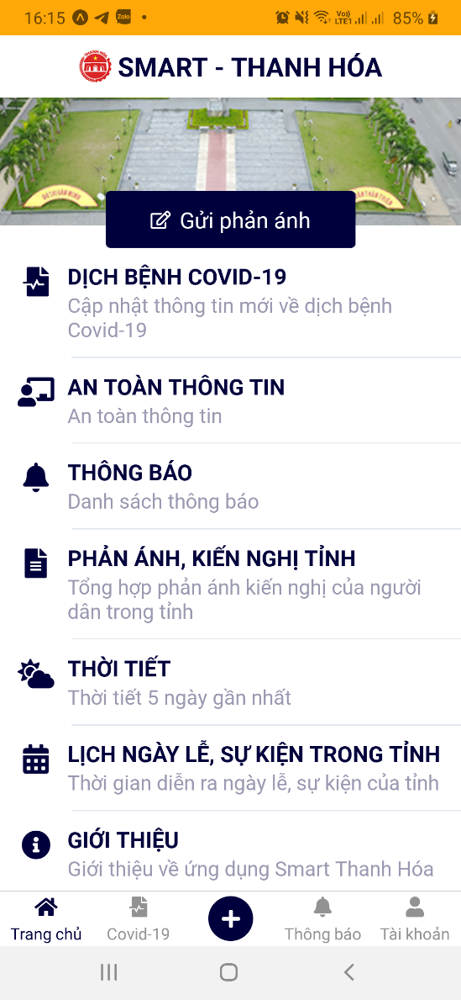 16:15
Zalo
Vo))
LTE1
85%
SMART - THANH HÓA
Gửi phản ánh
DỊCH BỆNH COVID-19
Cập nhật thông tin mới về dịch bệnh
Covid-19
AN TOÀN THÔNG TIN
An toàn thông tin
THÔNG BÁO
Danh sách thông báo
PHẢN ÁNH, KIẾN NGHỊ TỈNH
Tổng hợp phản ánh kiến nghị của người
dân trong tỉnh
THỜI TIẾT
Thời tiết 5 ngày gần nhất
LỊCH NGÀY LỄ, SỰ KIỆN TRONG TỈNH
Thời gian diễn ra ngày lễ, sự kiện của tỉnh
GIỚI THIỆU
Giới thiệu về ứng dụng Smart Thanh Hóa
Trang chủ
Covid-19
Thông báo
Tài khoản